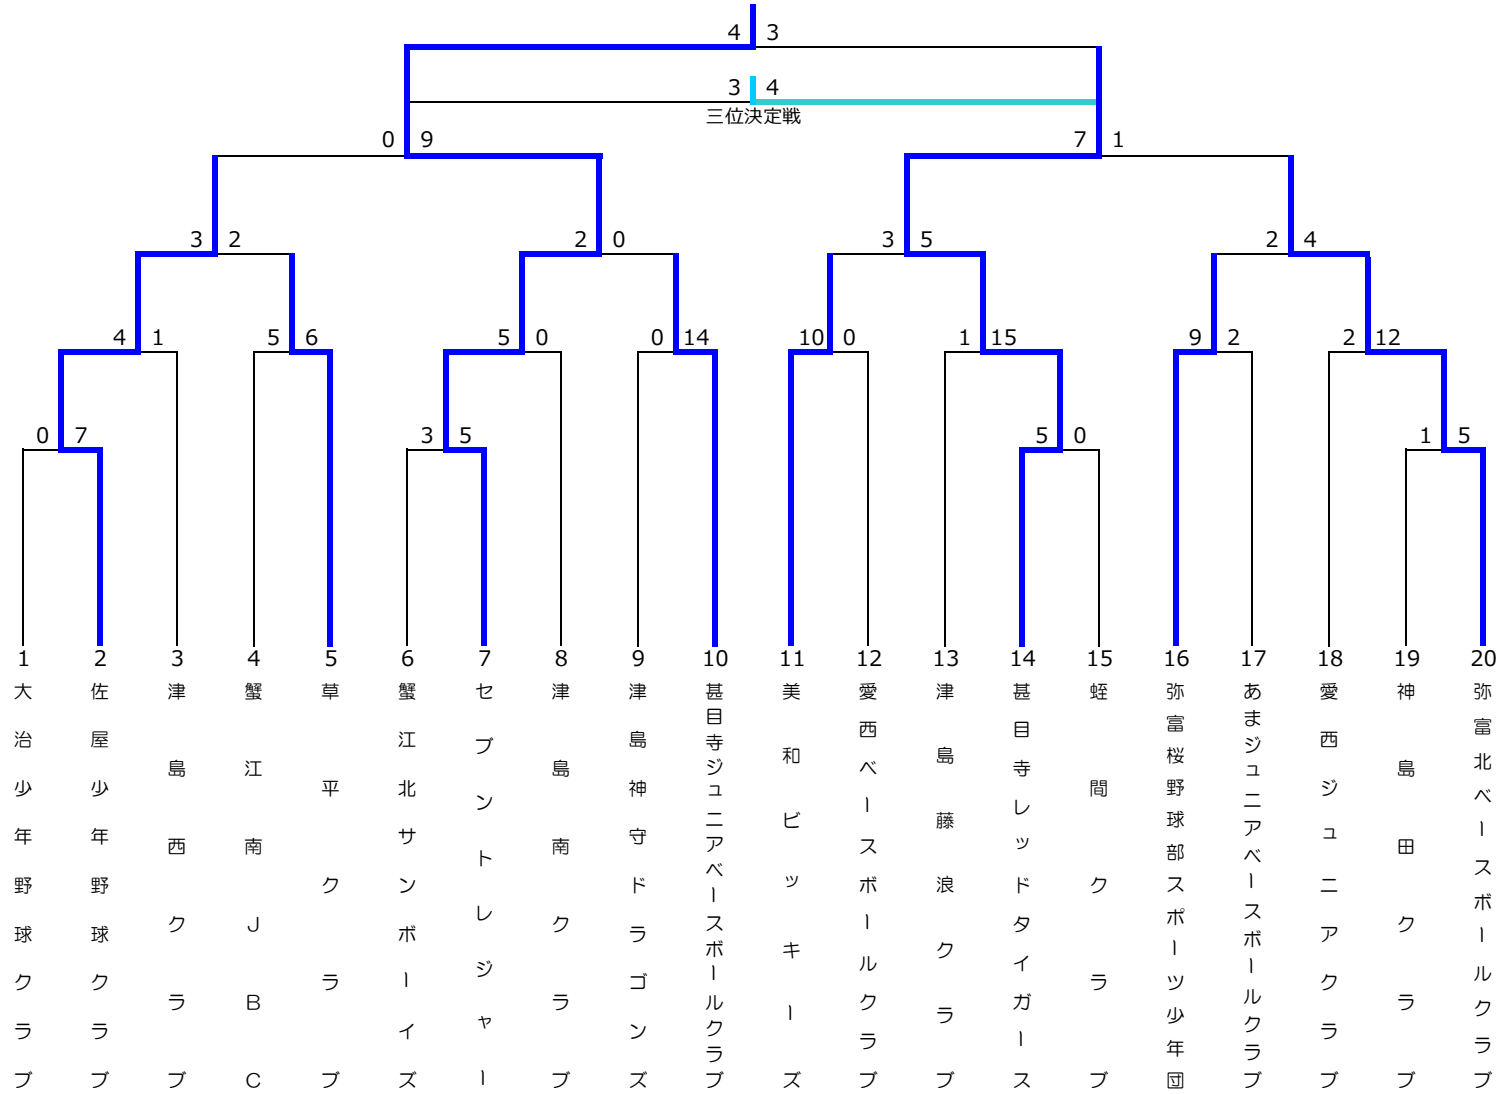 4 3
3 4
三位決定戦
0 9 7 1
3 2 2 0 3 5 2 4
4 1 5 6 5 0 0 14 10 0 1 15 9 2 2 12
0 7 3 5 5 0 1 5
1 2 3 4 5 6 7 8 9 10 11 12 13 14 15 16 17 18 19 20
大治少年野球クラブ
佐屋少年野球クラブ
津島西クラブ
蟹江南JBC
草平クラブ
蟹江北サンボーイズ
セブントレジャー
津島南クラブ
津島神守ドラゴンズ
甚目寺ジュニアベースボールクラブ
美和ビッキーズ
愛西ベースボールクラブ
津島藤浪クラブ
甚目寺レッドタイガース
蛭間クラブ
弥富桜野球部スポーツ少年団
あまジュニアベースボールクラブ
愛西ジュニアクラブ
神島田クラブ
弥富北ベースボールクラブ